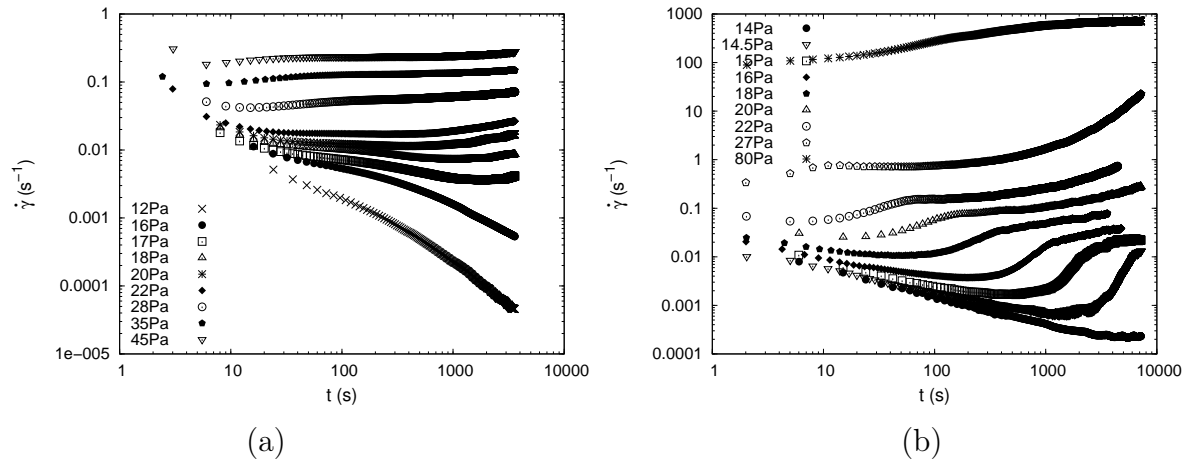 1
0.1
0.01
0.001
0.0001
1e−005
1 10 100 1000 10000
γ̇ (s⁻¹)
t (s)
12Pa
16Pa
17Pa
18Pa
20Pa
22Pa
28Pa
35Pa
45Pa
(a)
1000
100
10
1
0.1
0.01
0.001
0.0001
1 10 100 1000 10000
γ̇ (s⁻¹)
t (s)
14Pa
14.5Pa
15Pa
16Pa
18Pa
20Pa
22Pa
27Pa
80Pa
(b)